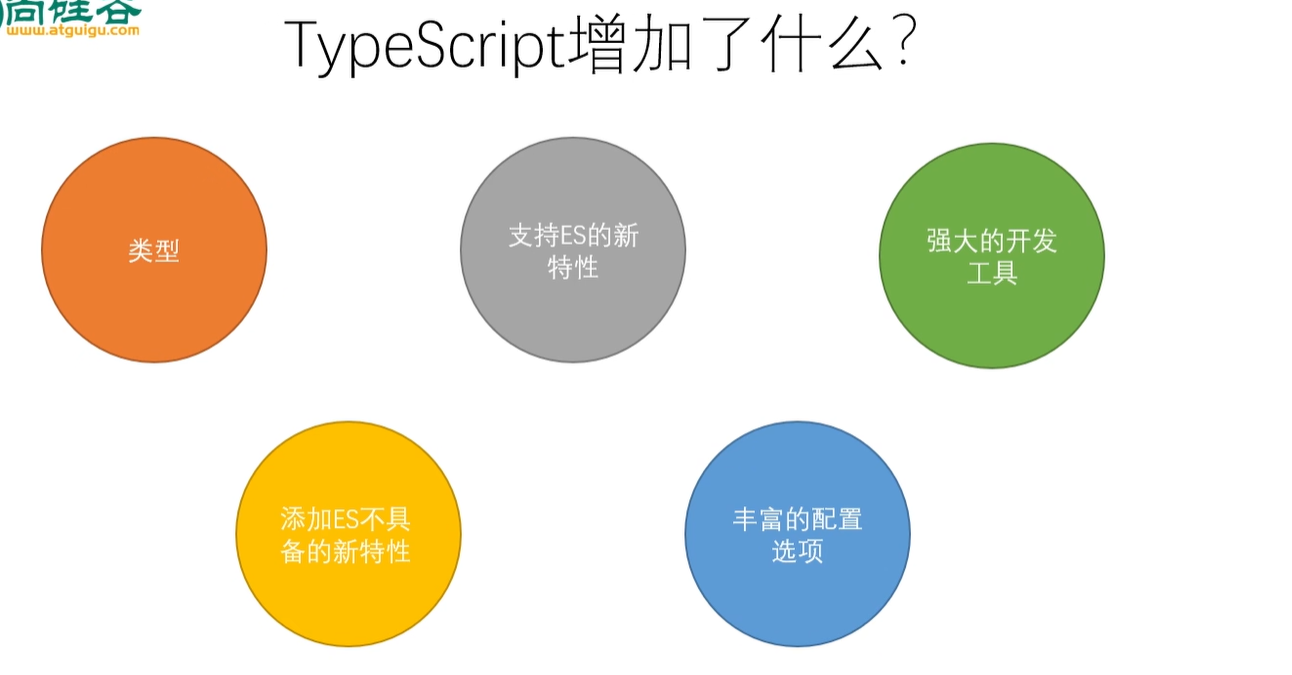 尚硅谷
www.atguigu.com
TypeScript增加了什么?
类型
支持ES的新
特性
强大的开发
工具
添加ES不具
备的新特性
丰富的配置
选项